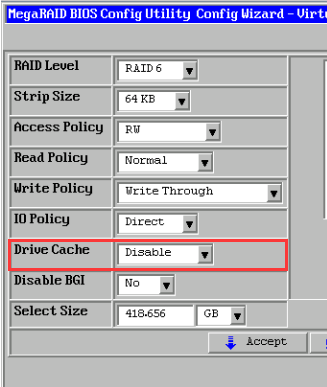 MegaRAID BIOS Config Utility Config Wizard - Virtu
RAID Level RAID 6
Strip Size 64 KB
Access Policy RW
Read Policy Normal
Write Policy Write Through
IO Policy Direct
Drive Cache Disable
Disable BGI No
Select Size 418.656 GB
Accept